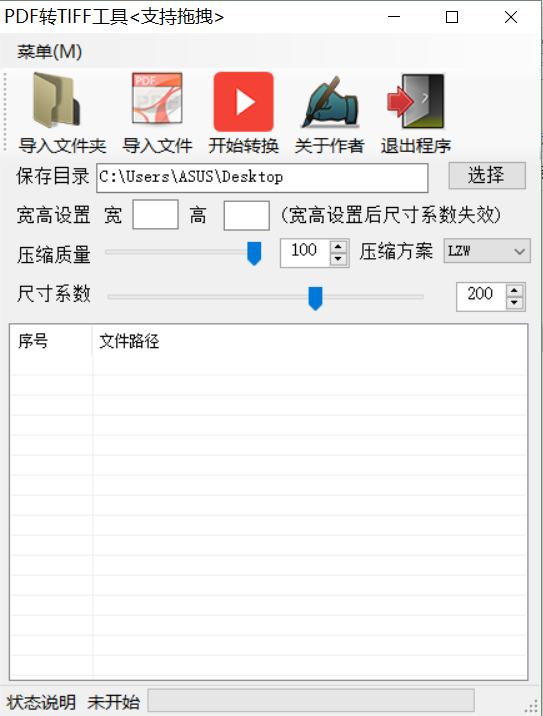 PDF转TIFF工具<支持拖拽>
菜单(M)
PDF
导入文件夹 导入文件 开始转换 关于作者 退出程序
保存目录 C:\Users\ASUS\Desktop 选择
宽高设置 宽 高 (宽高设置后尺寸系数失效)
压缩质量 100 压缩方案 LZW
尺寸系数 200
序号 文件路径
状态说明 未开始